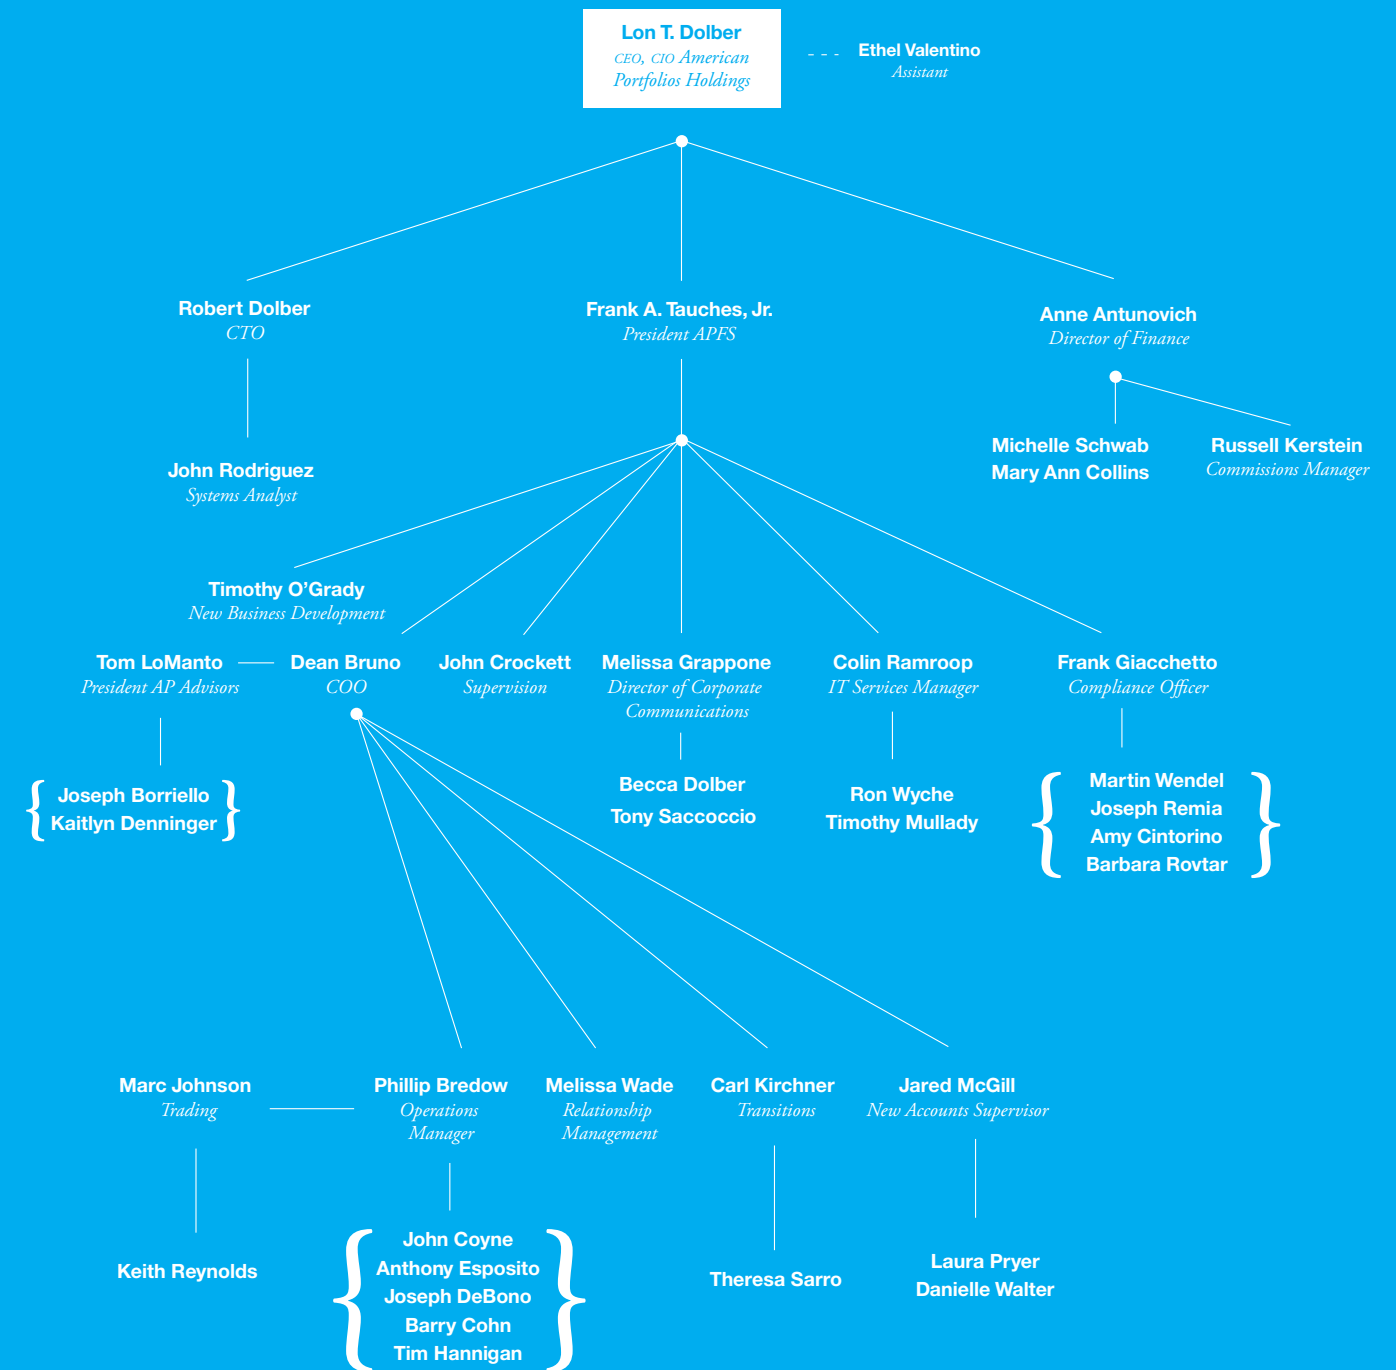 Lon T. Dolber
CEO, CIO American
Portfolios Holdings
Ethel Valentino
Assistant
Robert Dolber
CTO
Frank A. Tauches, Jr.
President APFS
Anne Antunovich
Director of Finance
John Rodriguez
Systems Analyst
Michelle Schwab
Mary Ann Collins
Russell Kerstein
Commissions Manager
Timothy O’Grady
New Business Development
Tom LoManto
President AP Advisors
Dean Bruno
COO
John Crockett
Supervision
Melissa Grappone
Director of Corporate
Communications
Colin Ramroop
IT Services Manager
Frank Giacchetto
Compliance Officer
Joseph Borriello
Kaitlyn Denninger
Becca Dolber
Tony Saccoccio
Ron Wyche
Timothy Mullady
Martin Wendel
Joseph Remia
Amy Cintorino
Barbara Rovtar
Marc Johnson
Trading
Phillip Bredow
Operations
Manager
Melissa Wade
Relationship
Management
Carl Kirchner
Transitions
Jared McGill
New Accounts Supervisor
Keith Reynolds
John Coyne
Anthony Esposito
Joseph DeBono
Barry Cohn
Tim Hannigan
Theresa Sarro
Laura Pryer
Danielle Walter